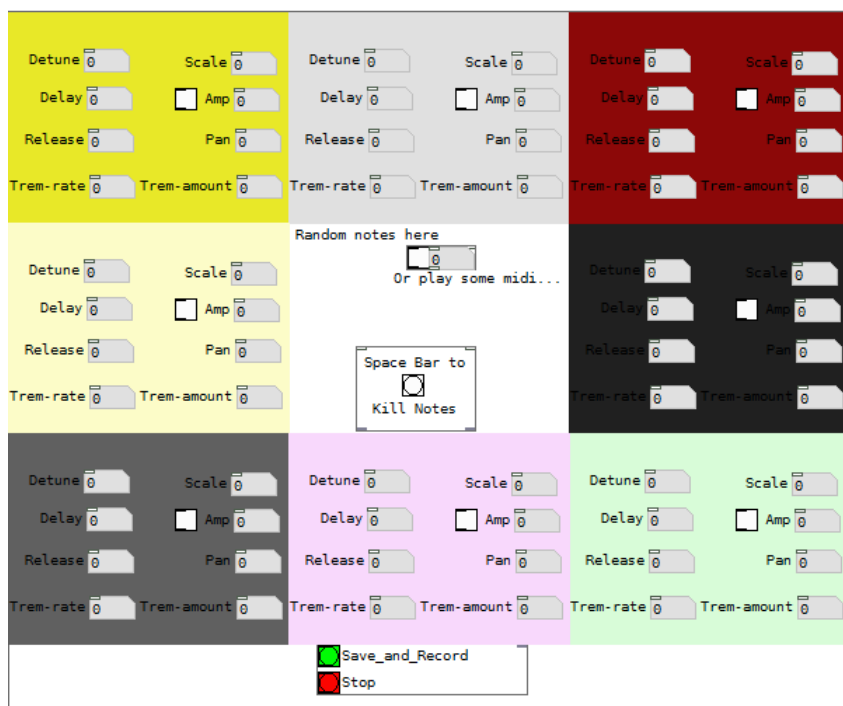 Detune 0 Scale 0 Detune 0 Scale 0 Detune 0 Scale 0
Delay 0 Amp 0 Delay 0 Amp 0 Delay 0 Amp 0
Release 0 Pan 0 Release 0 Pan 0 Release 0 Pan 0
Trem-rate 0 Trem-amount 0 Trem-rate 0 Trem-amount 0 Trem-rate 0 Trem-amount 0
Random notes here
0
Or play some midi...
Detune 0 Scale 0 Detune 0 Scale 0
Delay 0 Amp 0 Delay 0 Amp 0
Release 0 Pan 0 Release 0 Pan 0
Trem-rate 0 Trem-amount 0 Trem-rate 0 Trem-amount 0
Space Bar to
Kill Notes
Detune 0 Scale 0 Detune 0 Scale 0 Detune 0 Scale 0
Delay 0 Amp 0 Delay 0 Amp 0 Delay 0 Amp 0
Release 0 Pan 0 Release 0 Pan 0 Release 0 Pan 0
Trem-rate 0 Trem-amount 0 Trem-rate 0 Trem-amount 0 Trem-rate 0 Trem-amount 0
Save_and_Record
Stop